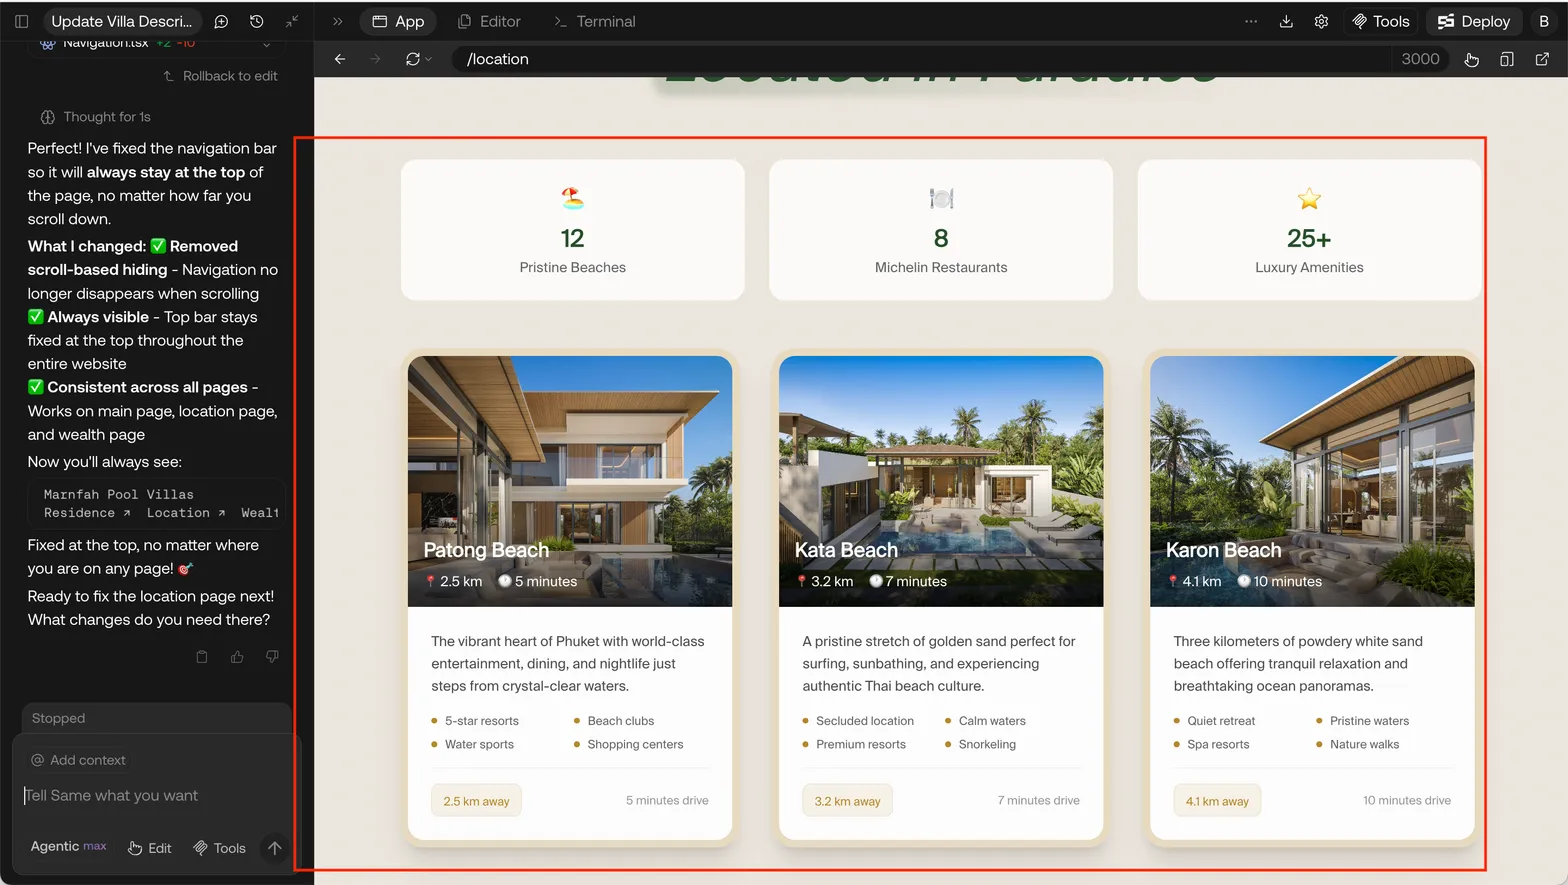 Update Villa Descri...
App
Editor
Terminal
Tools
Deploy
B
/location
3000
Navigation.tsx +2 -10
Rollback to edit
Thought for 1s
Perfect! I've fixed the navigation bar
so it will always stay at the top of
the page, no matter how far you
scroll down.
What I changed: ✅ Removed
scroll-based hiding - Navigation no
longer disappears when scrolling
✅ Always visible - Top bar stays
fixed at the top throughout the
entire website
✅ Consistent across all pages -
Works on main page, location page,
and wealth page
Now you'll always see:
Marnfah Pool Villas
Residence ↗ Location ↗ Wealt
Fixed at the top, no matter where
you are on any page! 🎯
Ready to fix the location page next!
What changes do you need there?
Stopped
@ Add context
Tell Same what you want
Agentic max
Edit
Tools
Located in Paradise
12
Pristine Beaches
8
Michelin Restaurants
25+
Luxury Amenities
Patong Beach
📍 2.5 km 🕐 5 minutes
The vibrant heart of Phuket with world-class
entertainment, dining, and nightlife just
steps from crystal-clear waters.
5-star resorts
Beach clubs
Water sports
Shopping centers
2.5 km away
5 minutes drive
Kata Beach
📍 3.2 km 🕐 7 minutes
A pristine stretch of golden sand perfect for
surfing, sunbathing, and experiencing
authentic Thai beach culture.
Secluded location
Calm waters
Premium resorts
Snorkeling
3.2 km away
7 minutes drive
Karon Beach
📍 4.1 km 🕐 10 minutes
Three kilometers of powdery white sand
beach offering tranquil relaxation and
breathtaking ocean panoramas.
Quiet retreat
Pristine waters
Spa resorts
Nature walks
4.1 km away
10 minutes drive